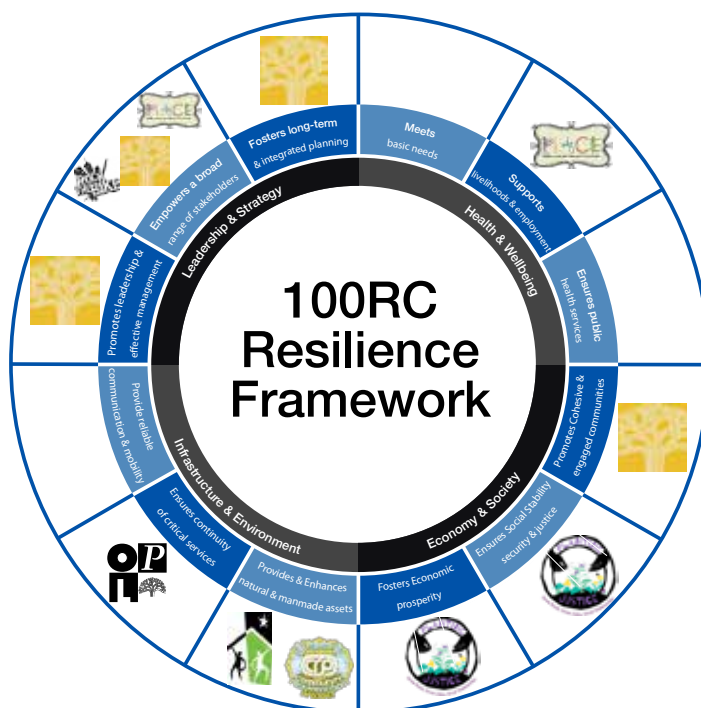 100RC
Resilience
Framework
Leadership & Strategy
Health & Wellbeing
Economy & Society
Infrastructure & Environment
Meets
basic needs
Supports
livelihoods & employment
Ensures public
health services
Promotes Cohesive &
engaged communities
Ensures Social Stability
security & justice
Fosters Economic
prosperity
Provides & Enhances
natural & manmade assets
Ensures continuity
of critical services
Provide reliable
communication & mobility
Promotes leadership &
effective management
Empowers a broad
range of stakeholders
Fosters long-term
& integrated planning
PLACE
JUSTICE
JUSTICE
OPL